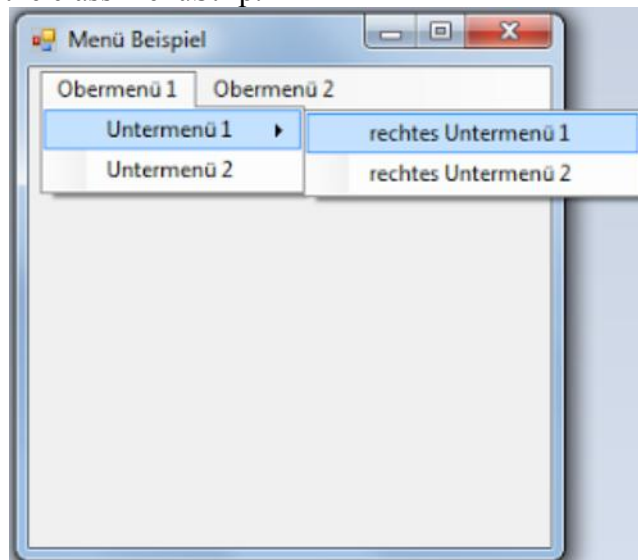 Menü Beispiel
Obermenü 1 Obermenü 2
Untermenü 1 rechtes Untermenü 1
Untermenü 2 rechtes Untermenü 2